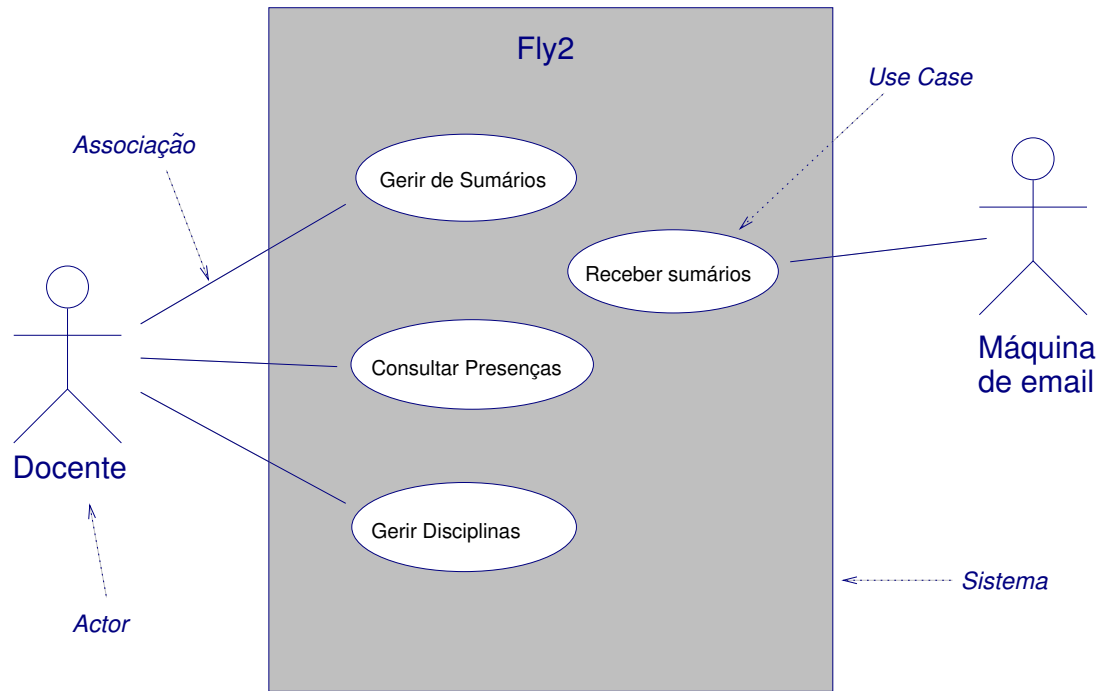 Fly2
Use Case
Associação
Gerir de Sumários
Receber sumários
Consultar Presenças
Máquina
de email
Docente
Gerir Disciplinas
Sistema
Actor